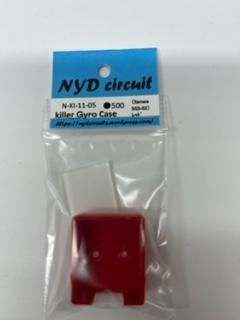 NYD circuit
N-KI-11-05 ●500
killer Gyro Case
https://nydcircuits.wordpress.com/